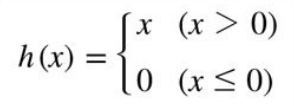 h(x) = { x (x > 0)
0 (x ≤ 0)